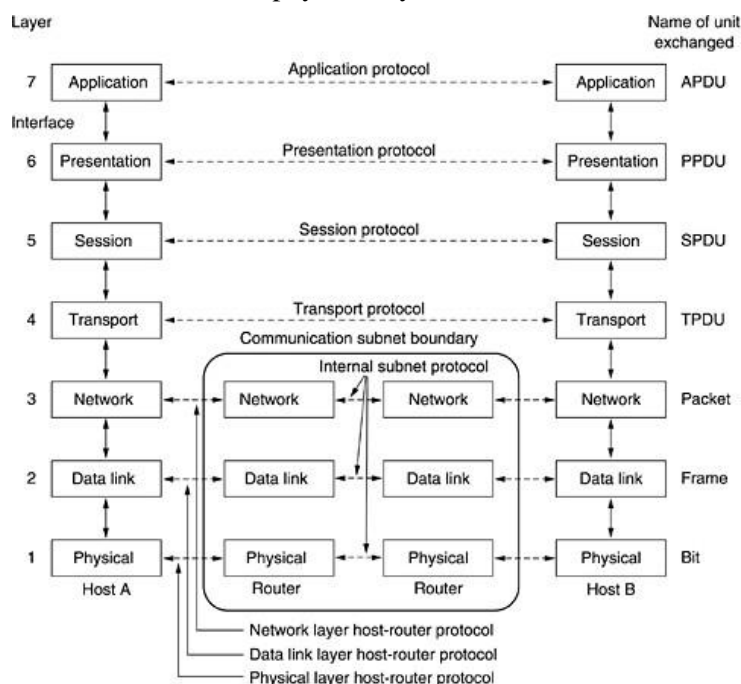 Layer
Name of unit exchanged
7 Application Application protocol Application APDU
Interface
6 Presentation Presentation protocol Presentation PPDU
5 Session Session protocol Session SPDU
4 Transport Transport protocol Transport TPDU
Communication subnet boundary
Internal subnet protocol
3 Network Network Network Network Packet
2 Data link Data link Data link Data link Frame
1 Physical Physical Physical Physical Bit
Host A Router Router Host B
Network layer host-router protocol
Data link layer host-router protocol
Physical layer host-router protocol